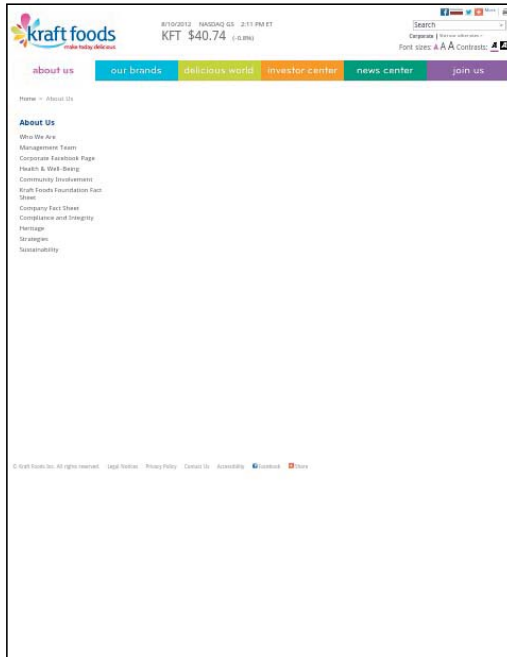 kraft foods
make today delicious
8/10/2012 NASDAQ GS 2:11 PM ET
KFT $40.74 (-0.8%)
More
Search
Corporate |
Font sizes: A A A Contrasts: A A
about us
our brands
delicious world
investor center
news center
join us
Home > About Us
About Us
Who We Are
Management Team
Corporate Facebook Page
Health & Well-Being
Community Involvement
Kraft Foods Foundation Fact
Sheet
Company Fact Sheet
Compliance and Integrity
Heritage
Strategies
Sustainability
© Kraft Foods Inc. All rights reserved Legal Notices Privacy Policy Contact Us Accessibility Facebook Share